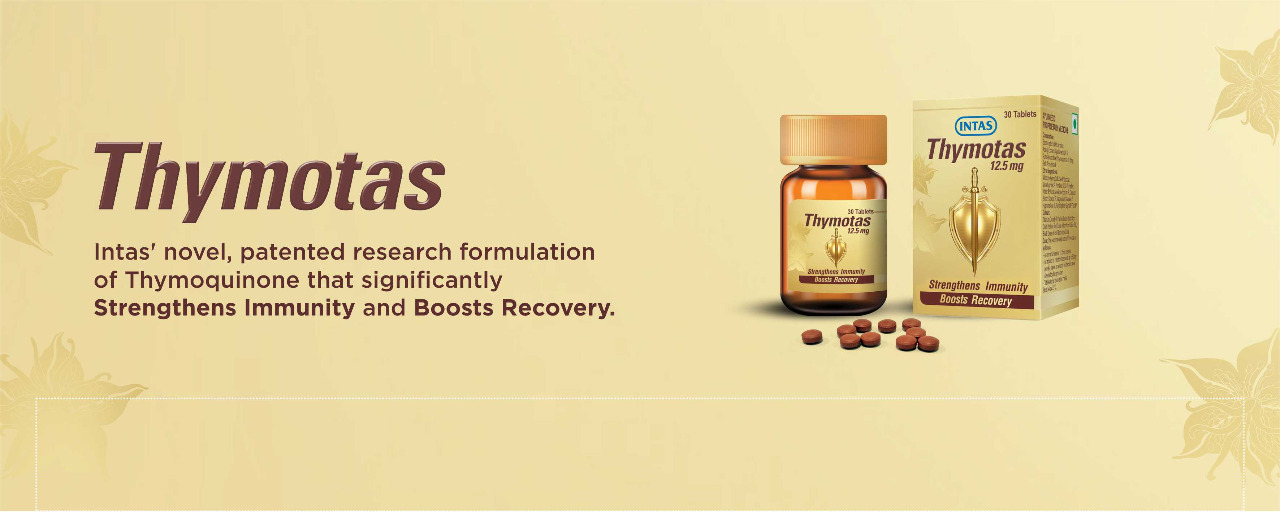 Thymotas
Intas' novel, patented research formulation
of Thymoquinone that significantly
Strengthens Immunity and Boosts Recovery.
30 Tablets
Thymotas
12.5 mg
Strengthens Immunity
Boosts Recovery
30 Tablets
INTAS
Thymotas
12.5 mg
Strengthens Immunity
Boosts Recovery